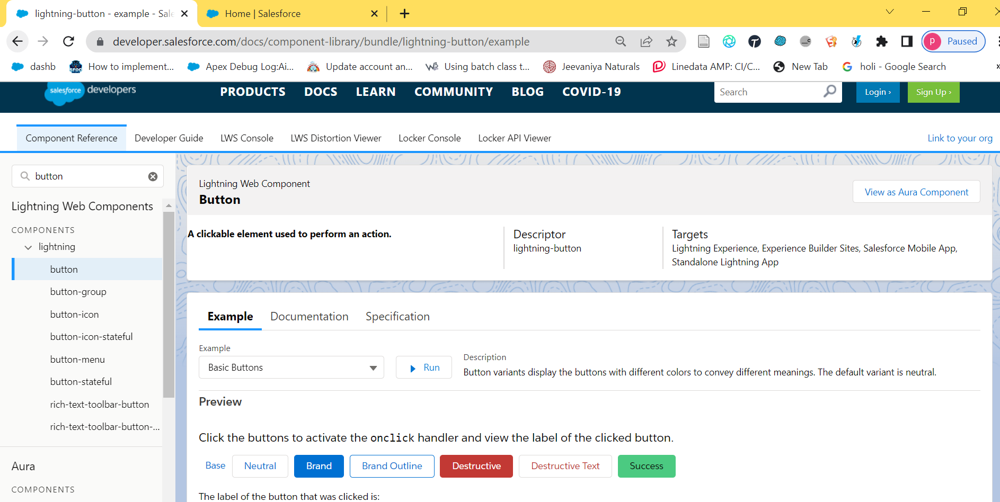 lightning-button - example - Sale
Home | Salesforce
developer.salesforce.com/docs/component-library/bundle/lightning-button/example
P Paused
dashb
SFDC
How to implement...
Apex Debug Log:Ai...
Update account an...
Using batch class t...
Jeevaniya Naturals
Linedata AMP: CI/C...
New Tab
holi - Google Search
»
salesforce developers
PRODUCTS DOCS LEARN COMMUNITY BLOG COVID-19
Search
Login ›
Sign Up ›
Component Reference Developer Guide LWS Console LWS Distortion Viewer Locker Console Locker API Viewer
Link to your org
button
Lightning Web Components
COMPONENTS
lightning
button
button-group
button-icon
button-icon-stateful
button-menu
button-stateful
rich-text-toolbar-button
rich-text-toolbar-button-...
Aura
COMPONENTS
Lightning Web Component
Button
View as Aura Component
A clickable element used to perform an action.
Descriptor
lightning-button
Targets
Lightning Experience, Experience Builder Sites, Salesforce Mobile App,
Standalone Lightning App
Example Documentation Specification
Example
Basic Buttons
Run
Description
Button variants display the buttons with different colors to convey different meanings. The default variant is neutral.
Preview
Click the buttons to activate the onclick handler and view the label of the clicked button.
Base Neutral Brand Brand Outline Destructive Destructive Text Success
The label of the button that was clicked is: